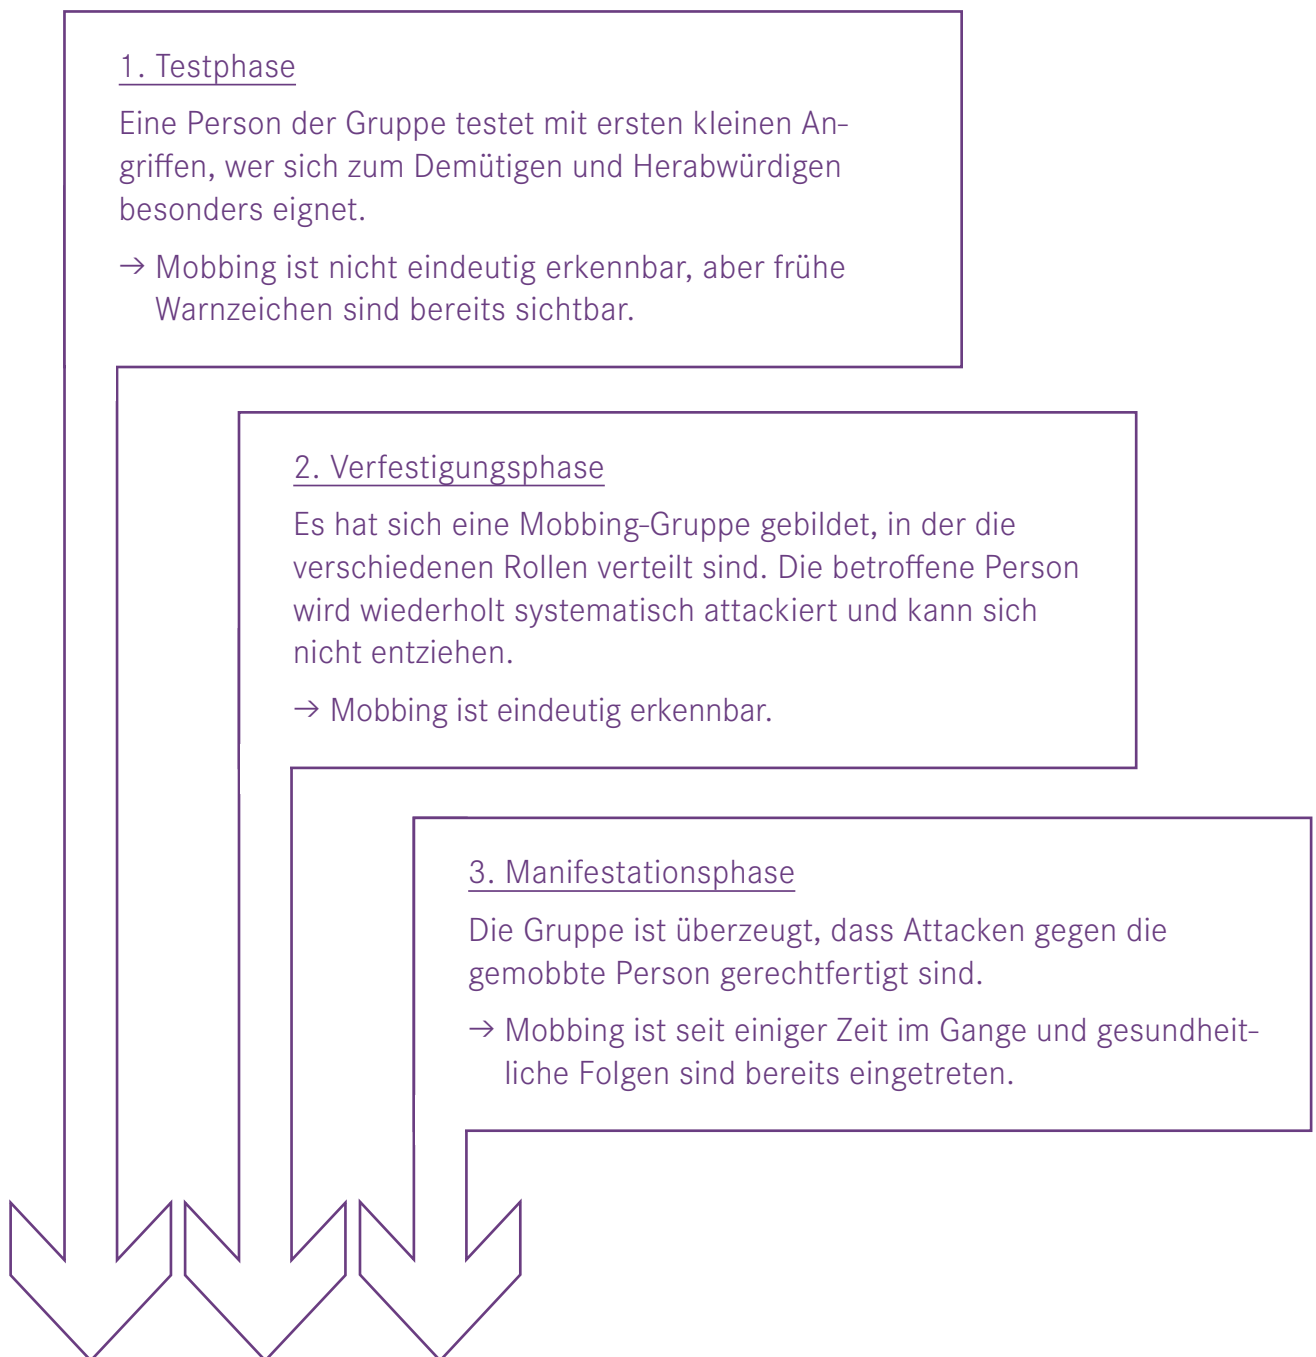 1. Testphase
Eine Person der Gruppe testet mit ersten kleinen An-
griffen, wer sich zum Demütigen und Herabwürdigen
besonders eignet.
→ Mobbing ist nicht eindeutig erkennbar, aber frühe
Warnzeichen sind bereits sichtbar.
2. Verfestigungsphase
Es hat sich eine Mobbing-Gruppe gebildet, in der die
verschiedenen Rollen verteilt sind. Die betroffene Person
wird wiederholt systematisch attackiert und kann sich
nicht entziehen.
→ Mobbing ist eindeutig erkennbar.
3. Manifestationsphase
Die Gruppe ist überzeugt, dass Attacken gegen die
gemobbte Person gerechtfertigt sind.
→ Mobbing ist seit einiger Zeit im Gange und gesundheit-
liche Folgen sind bereits eingetreten.